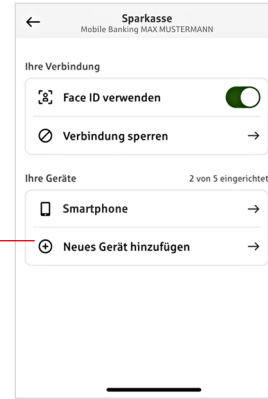 Sparkasse
Mobile Banking MAX MUSTERMANN
Ihre Verbindung
Face ID verwenden
Verbindung sperren
Ihre Geräte 2 von 5 eingerichtet
Smartphone
Neues Gerät hinzufügen